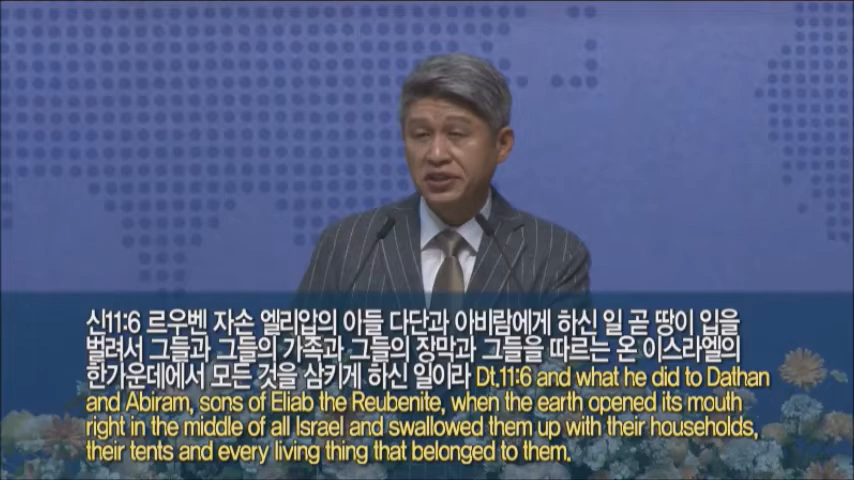 신11:6 르우벤 자손 엘리압의 아들 다단과 아비람에게 하신 일 곧 땅이 입을
벌려서 그들과 그들의 가족과 그들의 장막과 그들을 따르는 온 이스라엘의
한가운데에서 모든 것을 삼키게 하신 일이라 Dt.11:6 and what he did to Dathan
and Abiram, sons of Eliab the Reubenite, when the earth opened its mouth
right in the middle of all Israel and swallowed them up with their households,
their tents and every living thing that belonged to them.